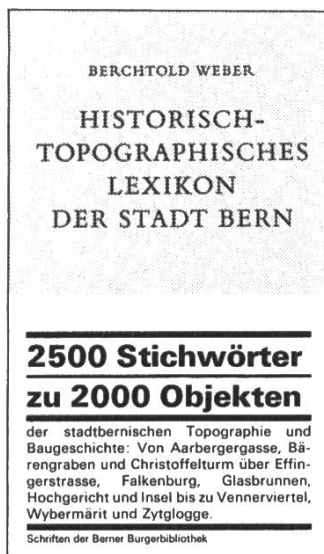 BERCHTOLD WEBER
HISTORISCH-
TOPOGRAPHISCHES
LEXIKON
DER STADT BERN
2500 Stichwörter
zu 2000 Objekten
der stadtbernischen Topographie und
Baugeschichte: Von Aarbergergasse, Bä-
rengraben und Christoffelturm über Effin-
gerstrasse, Falkenburg, Glasbrunnen,
Hochgericht und Insel bis zu Vennerviertel,
Wybermärit und Zytglogge.
Schriften der Berner Burgerbibliothek